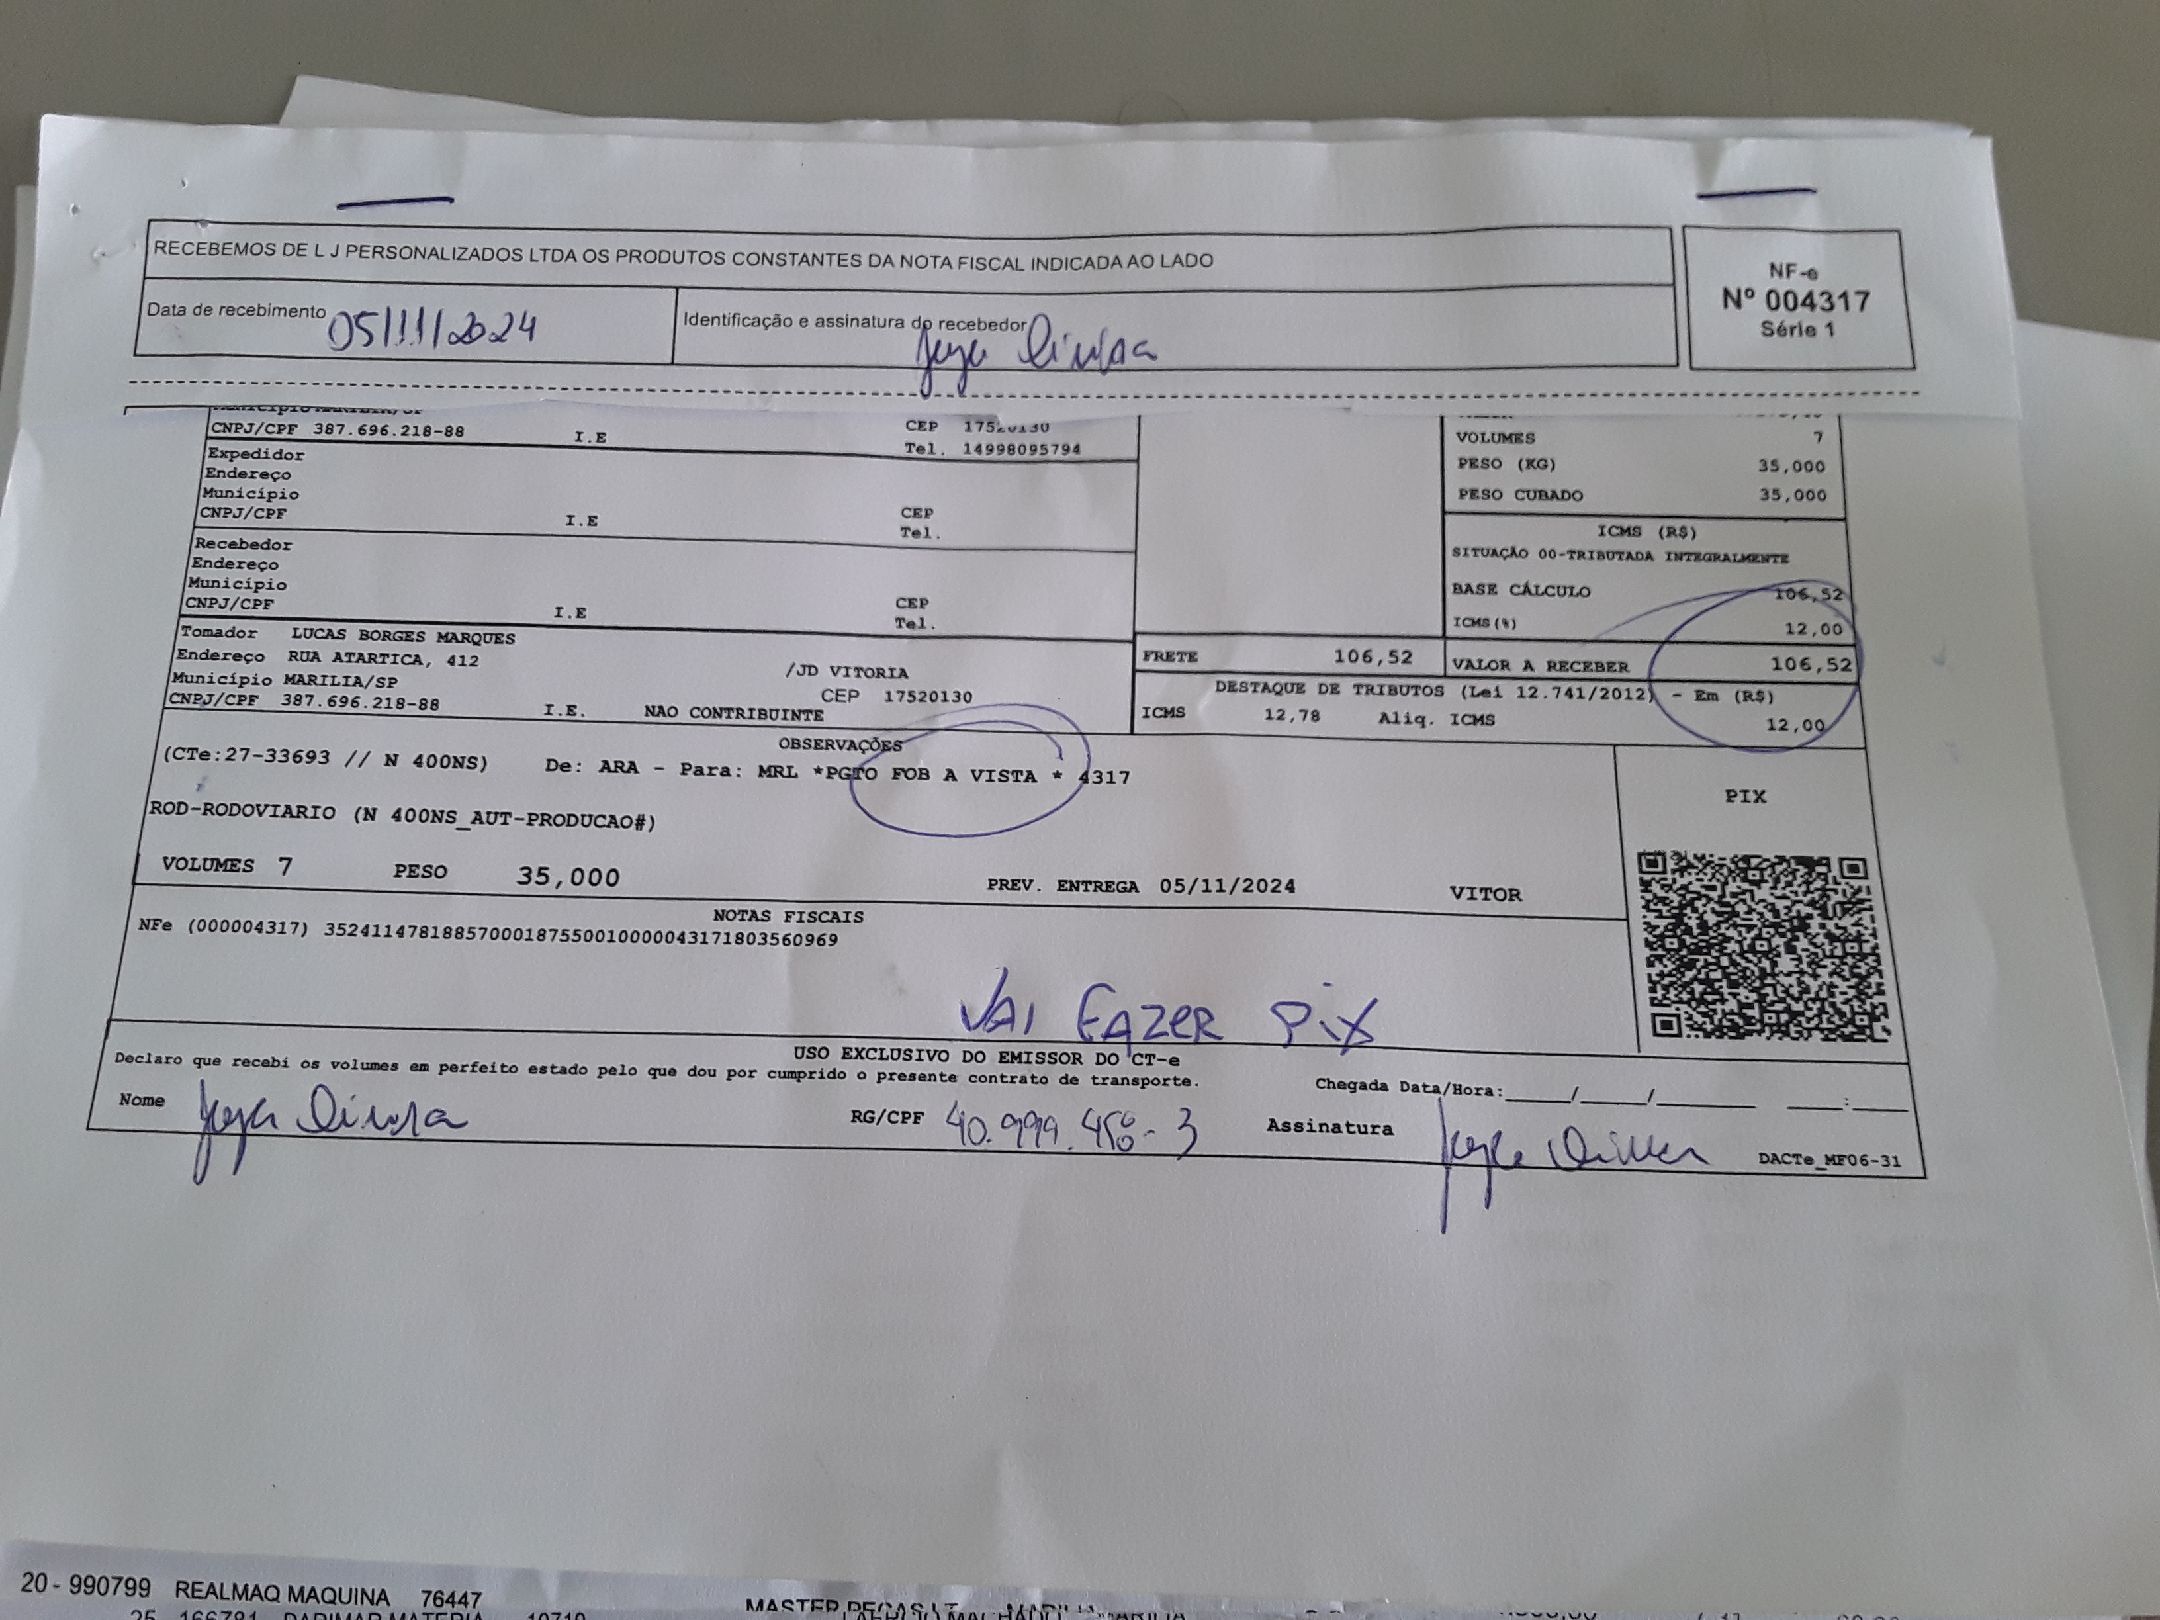 RECEBEMOS DE L J PERSONALIZADOS LTDA OS PRODUTOS CONSTANTES DA NOTA FISCAL INDICADA AO LADO
NF-e
Nº 004317
Série 1
Data de recebimento 05/11/2024
Identificação e assinatura do recebedor
CNPJ/CPF 387.696.218-88 I.E CEP
Tel. 14998095794
Expedidor
Endereço
Município
CNPJ/CPF I.E CEP
Tel.
Recebedor
Endereço
Município
CNPJ/CPF I.E CEP
Tel.
Tomador LUCAS BORGES MARQUES
Endereço RUA ATARTICA, 412 /JD VITORIA
Município MARILIA/SP CEP 17520130
CNPJ/CPF 387.696.218-88 I.E. NAO CONTRIBUINTE
VOLUMES 7
PESO (KG) 35,000
PESO CUBADO 35,000
ICMS (R$)
SITUAÇÃO 00-TRIBUTADA INTEGRALMENTE
BASE CÁLCULO 106,52
ICMS(%) 12,00
FRETE 106,52 VALOR A RECEBER 106,52
DESTAQUE DE TRIBUTOS (Lei 12.741/2012) - Em (R$)
ICMS 12,78 Aliq. ICMS 12,00
OBSERVAÇÕES
(CTe:27-33693 // N 400NS) De: ARA - Para: MRL *PGTO FOB A VISTA * 4317
ROD-RODOVIARIO (N 400NS_AUT-PRODUCAO#)
PIX
VOLUMES 7 PESO 35,000 PREV. ENTREGA 05/11/2024 VITOR
NOTAS FISCAIS
NFe (000004317) 35241147818857000187550010000043171803560969
VAI FAZER PIX
USO EXCLUSIVO DO EMISSOR DO CT-e
Declaro que recebi os volumes em perfeito estado pelo que dou por cumprido o presente contrato de transporte.
Chegada Data/Hora:_____/_____/_______ ____:____
Nome RG/CPF Assinatura
DACTe_MF06-31
20 - 990799 REALMAQ MAQUINA 76447